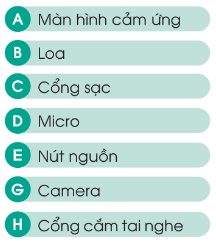 A Màn hình cảm ứng
B Loa
C Cổng sạc
D Micro
E Nút nguồn
G Camera
H Cổng cắm tai nghe